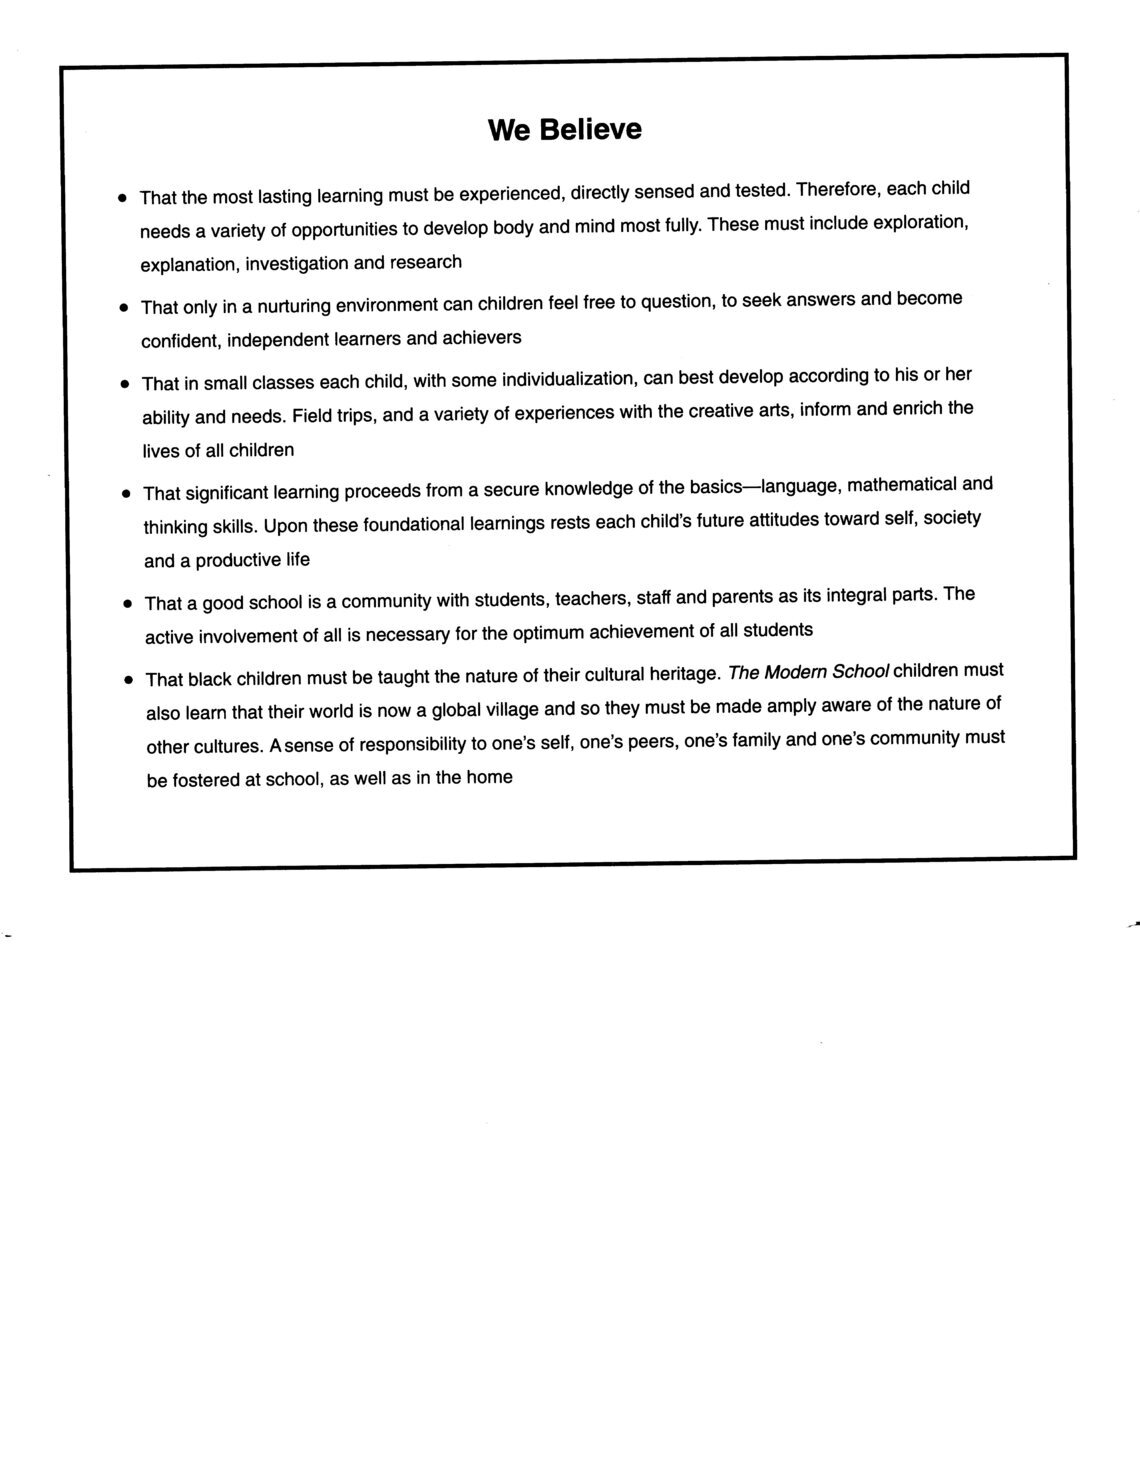 We Believe
• That the most lasting learning must be experienced, directly sensed and tested. Therefore, each child
needs a variety of opportunities to develop body and mind most fully. These must include exploration,
explanation, investigation and research
• That only in a nurturing environment can children feel free to question, to seek answers and become
confident, independent learners and achievers
• That in small classes each child, with some individualization, can best develop according to his or her
ability and needs. Field trips, and a variety of experiences with the creative arts, inform and enrich the
lives of all children
• That significant learning proceeds from a secure knowledge of the basics—language, mathematical and
thinking skills. Upon these foundational learnings rests each child's future attitudes toward self, society
and a productive life
• That a good school is a community with students, teachers, staff and parents as its integral parts. The
active involvement of all is necessary for the optimum achievement of all students
• That black children must be taught the nature of their cultural heritage. The Modern School children must
also learn that their world is now a global village and so they must be made amply aware of the nature of
other cultures. A sense of responsibility to one's self, one's peers, one's family and one's community must
be fostered at school, as well as in the home